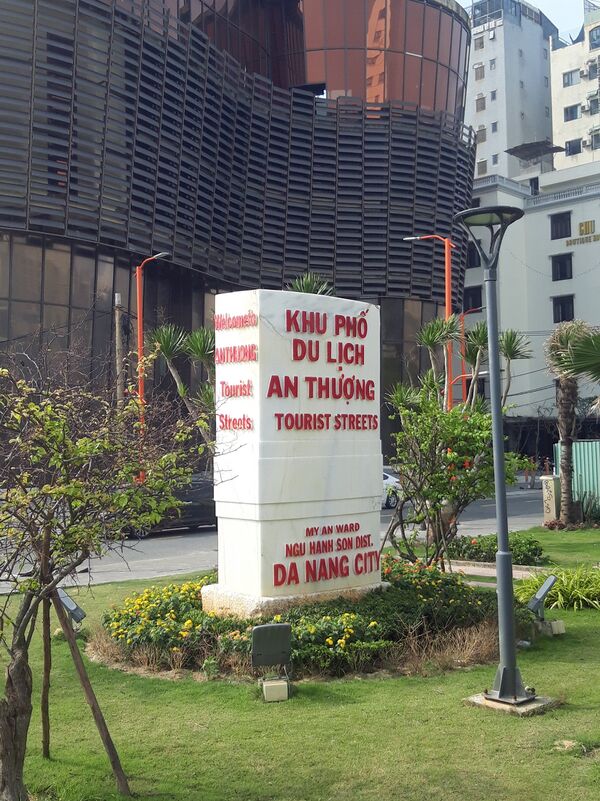 Welcome to
AN THUONG
Tourist
Streets
KHU PHỐ
DU LỊCH
AN THƯỢNG
TOURIST STREETS
MY AN WARD
NGU HANH SON DIST.
DA NANG CITY
BOUTIQUE